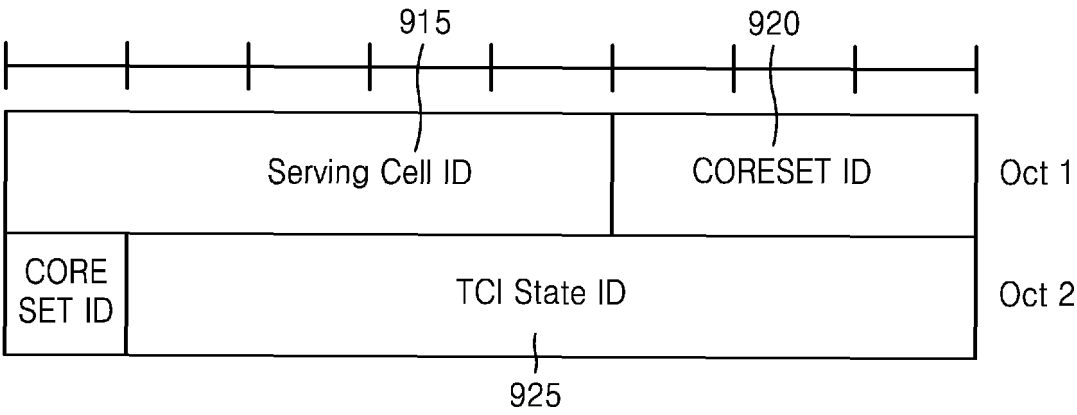 915
920
Serving Cell ID
CORESET ID
Oct 1
CORE
SET ID
TCI State ID
Oct 2
925